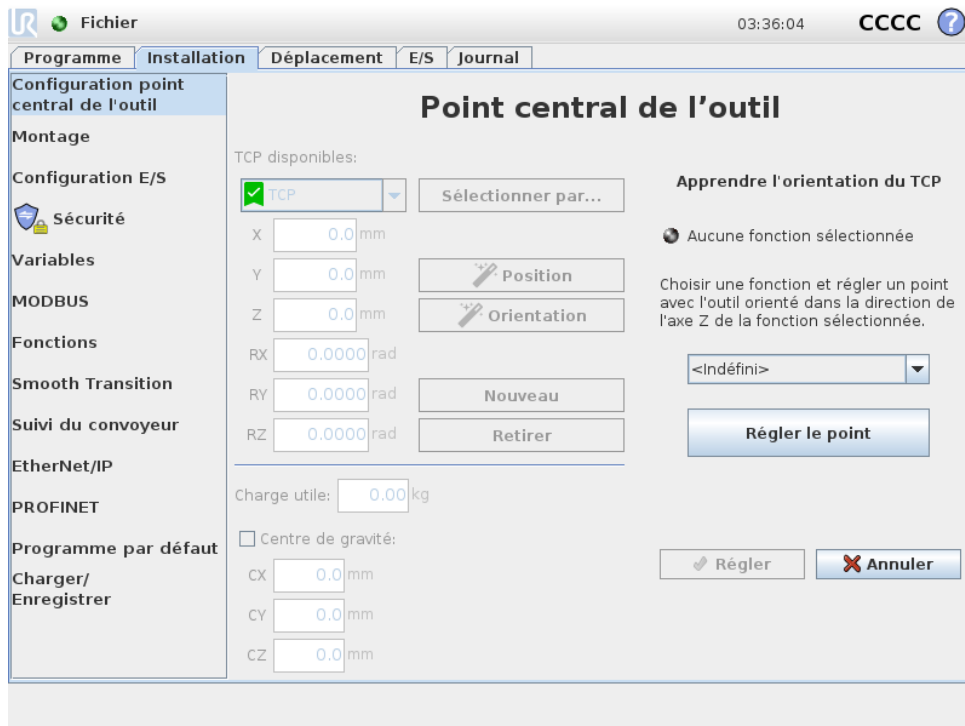 UR Fichier 03:36:04 CCCC ?
Programme Installation Déplacement E/S Journal
Configuration point
central de l'outil
Montage
Configuration E/S
Sécurité
Variables
MODBUS
Fonctions
Smooth Transition
Suivi du convoyeur
EtherNet/IP
PROFINET
Programme par défaut
Charger/
Enregistrer
Point central de l’outil
TCP disponibles:
TCP Sélectionner par...
X 0.0 mm
Y 0.0 mm Position
Z 0.0 mm Orientation
RX 0.0000 rad
RY 0.0000 rad Nouveau
RZ 0.0000 rad Retirer
Charge utile: 0.00 kg
Centre de gravité:
CX 0.0 mm
CY 0.0 mm
CZ 0.0 mm
Apprendre l'orientation du TCP
Aucune fonction sélectionnée
Choisir une fonction et régler un point
avec l'outil orienté dans la direction de
l'axe Z de la fonction sélectionnée.
<Indéfini>
Régler le point
Régler Annuler